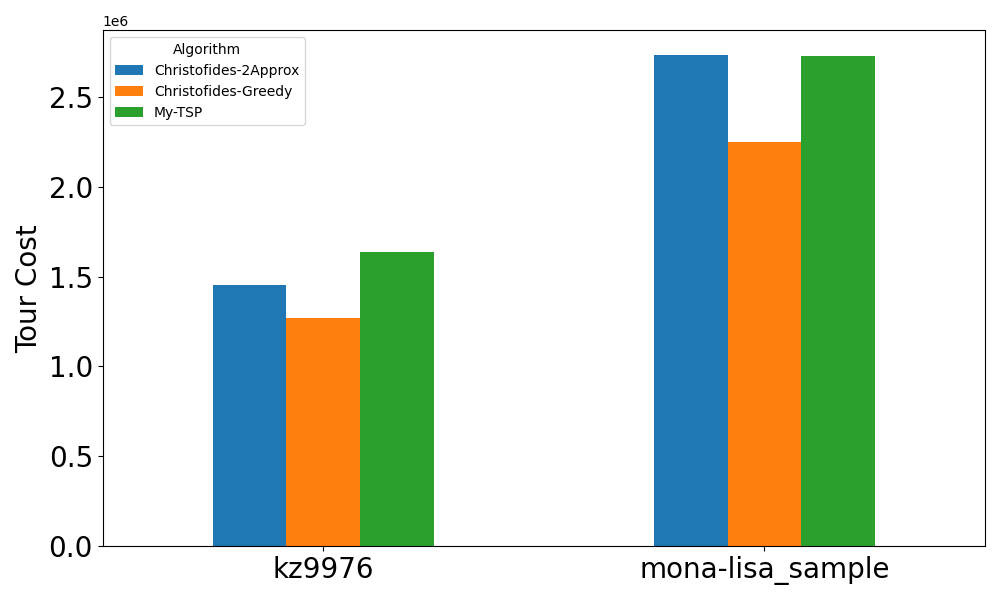 1e6
Algorithm
Christofides-2Approx
Christofides-Greedy
My-TSP
Tour Cost
2.5
2.0
1.5
1.0
0.5
0.0
kz9976
mona-lisa_sample